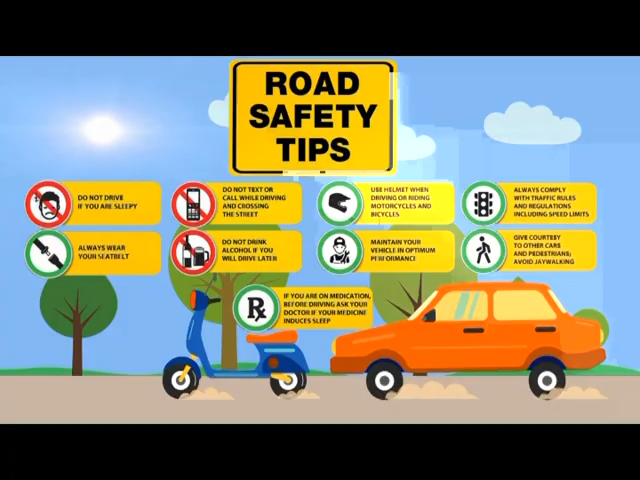 ROAD
SAFETY
TIPS
DO NOT DRIVE
IF YOU ARE SLEEPY
DO NOT TEXT OR
CALL WHILE DRIVING
AND CROSSING
THE STREET
USE HELMET WHEN
DRIVING OR RIDING
MOTORCYCLES AND
BICYCLES
ALWAYS COMPLY
WITH TRAFFIC RULES
AND REGULATIONS
INCLUDING SPEED LIMITS
ALWAYS WEAR
YOUR SEATBELT
DO NOT DRINK
ALCOHOL IF YOU
WILL DRIVE LATER
MAINTAIN YOUR
VEHICLE IN OPTIMUM
PERFORMANCE
GIVE COURTESY
TO OTHER CARS
AND PEDESTRIANS;
AVOID JAYWALKING
Rx
IF YOU ARE ON MEDICATION,
BEFORE DRIVING ASK YOUR
DOCTOR IF YOUR MEDICINE
INDUCES SLEEP